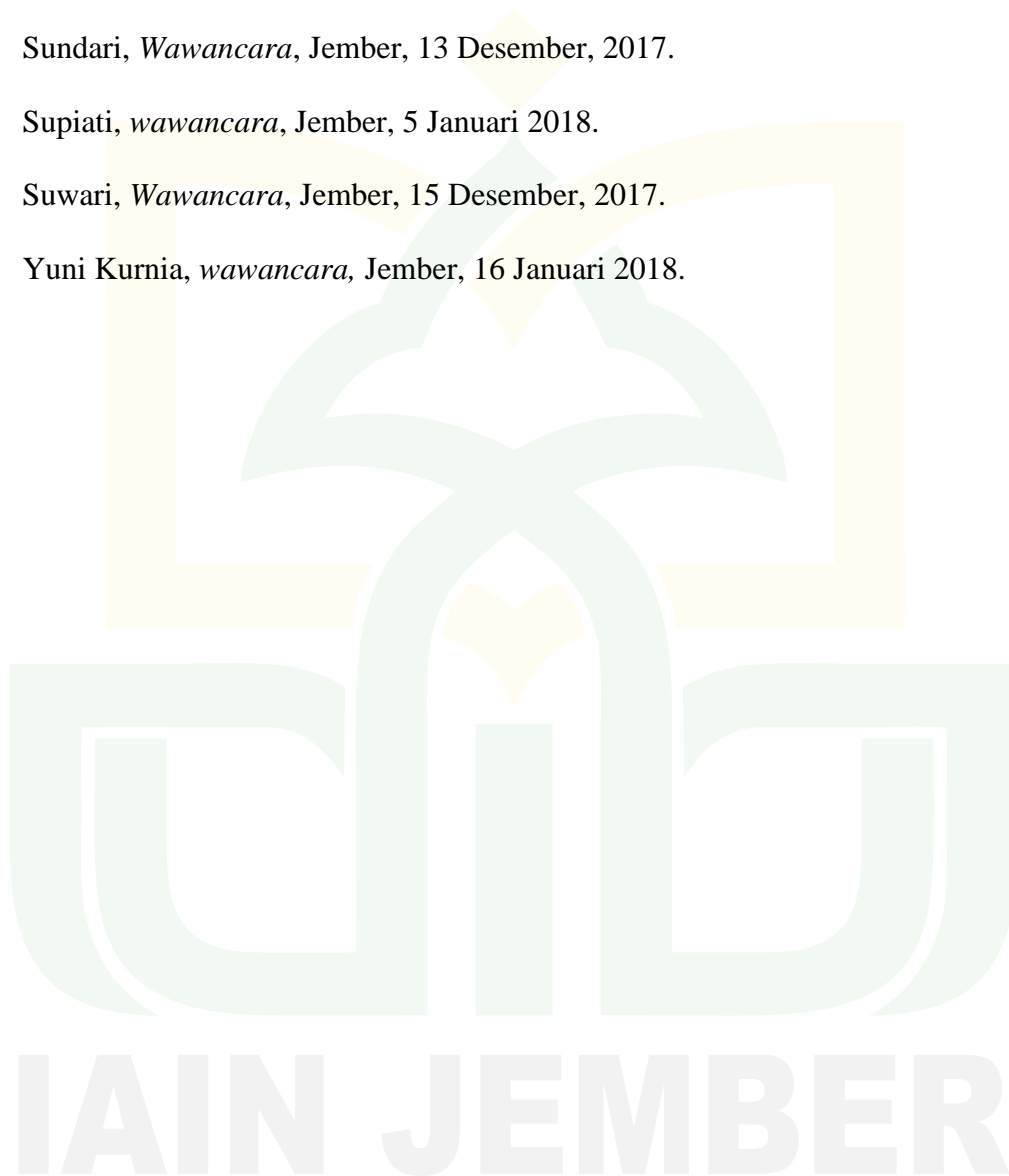 Sundari, Wawancara, Jember, 13 Desember, 2017.
Supiati, wawancara, Jember, 5 Januari 2018.
Suwari, Wawancara, Jember, 15 Desember, 2017.
Yuni Kurnia, wawancara, Jember, 16 Januari 2018.
IAIN JEMBER